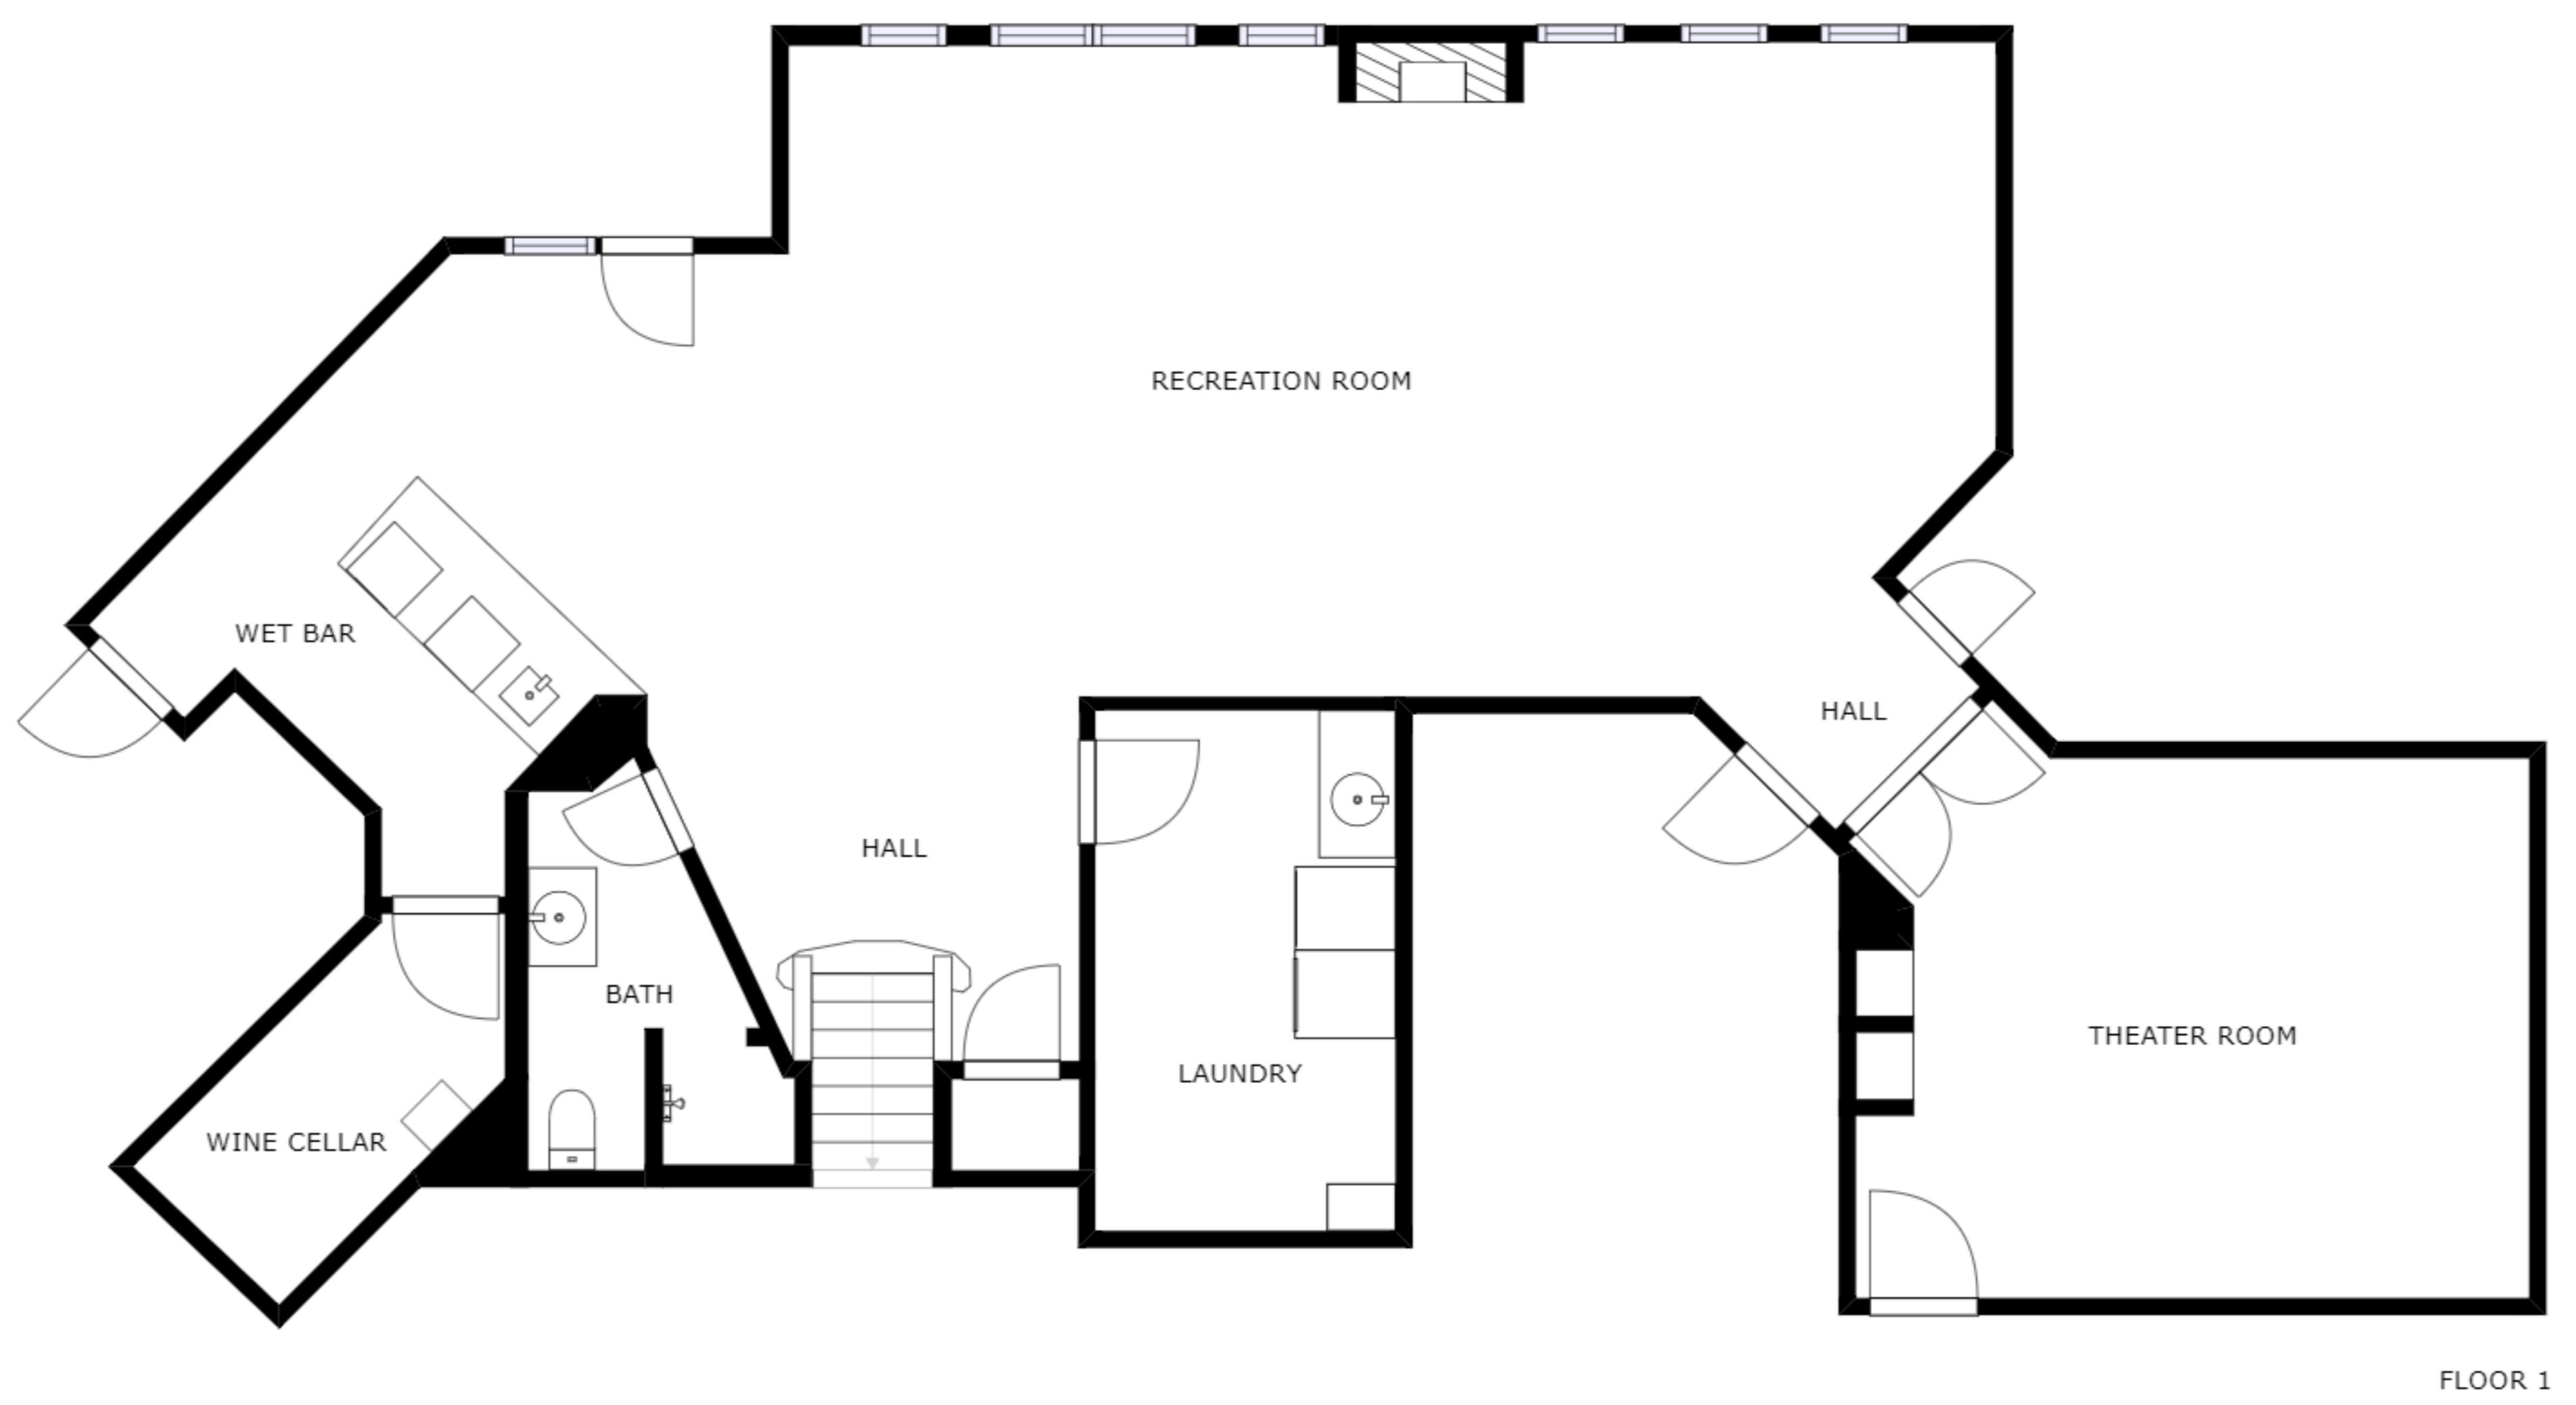 RECREATION ROOM
WET BAR
HALL
HALL
BATH
THEATER ROOM
LAUNDRY
WINE CELLAR
FLOOR 1